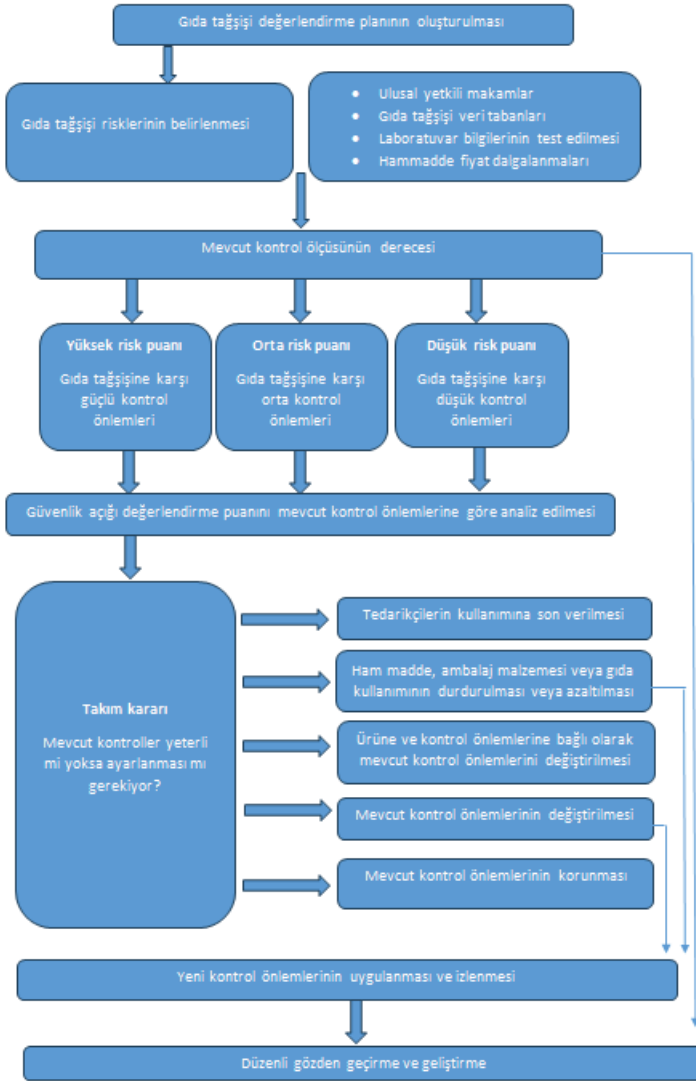 Gıda tağşişi değerlendirme planının oluşturulması
Gıda tağşişi risklerinin belirlenmesi
• Ulusal yetkili makamlar
• Gıda tağşişi veri tabanları
• Laboratuvar bilgilerinin test edilmesi
• Hammadde fiyat dalgalanmaları
Mevcut kontrol ölçüsünün derecesi
Yüksek risk puanı
Gıda tağşişine karşı
güçlü kontrol
önlemleri
Orta risk puanı
Gıda tağşişine karşı
orta kontrol
önlemleri
Düşük risk puanı
Gıda tağşişine karşı
düşük kontrol
önlemleri
Güvenlik açığı değerlendirme puanını mevcut kontrol önlemlerine göre analiz edilmesi
Takım kararı
Mevcut kontroller yeterli
mi yoksa ayarlanması mı
gerekiyor?
Tedarikçilerin kullanımına son verilmesi
Ham madde, ambalaj malzemesi veya gıda
kullanımının durdurulması veya azaltılması
Ürüne ve kontrol önlemlerine bağlı olarak
mevcut kontrol önlemlerini değiştirilmesi
Mevcut kontrol önlemlerinin değiştirilmesi
Mevcut kontrol önlemlerinin korunması
Yeni kontrol önlemlerinin uygulanması ve izlenmesi
Düzenli gözden geçirme ve geliştirme